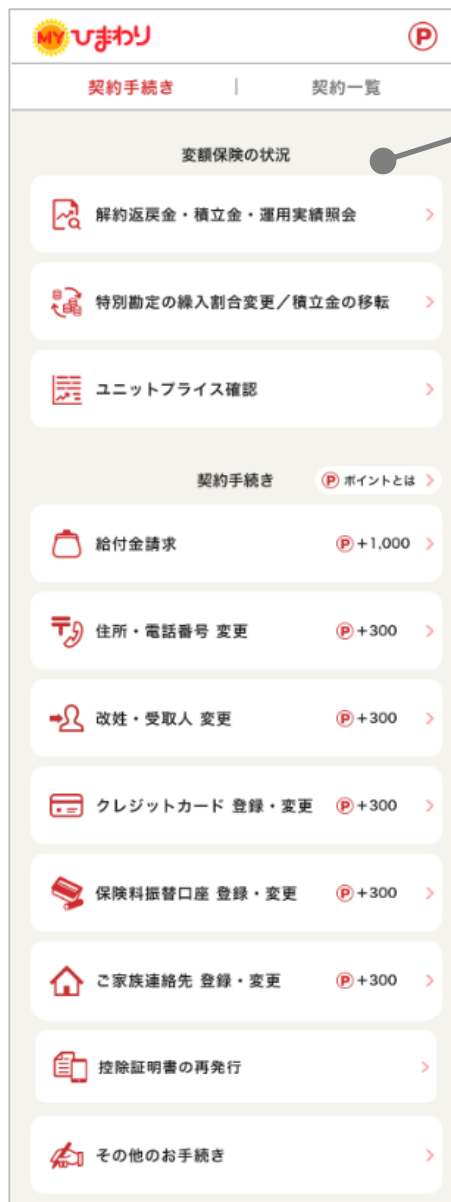 MYひまわり
P
契約手続き | 契約一覧
変額保険の状況
解約返戻金・積立金・運用実績照会
特別勘定の繰入割合変更/積立金の移転
ユニットプライス確認
契約手続き P ポイントとは
給付金請求 P+1,000
住所・電話番号 変更 P+300
改姓・受取人 変更 P+300
クレジットカード 登録・変更 P+300
保険料振替口座 登録・変更 P+300
ご家族連絡先 登録・変更 P+300
控除証明書の再発行
その他のお手続き